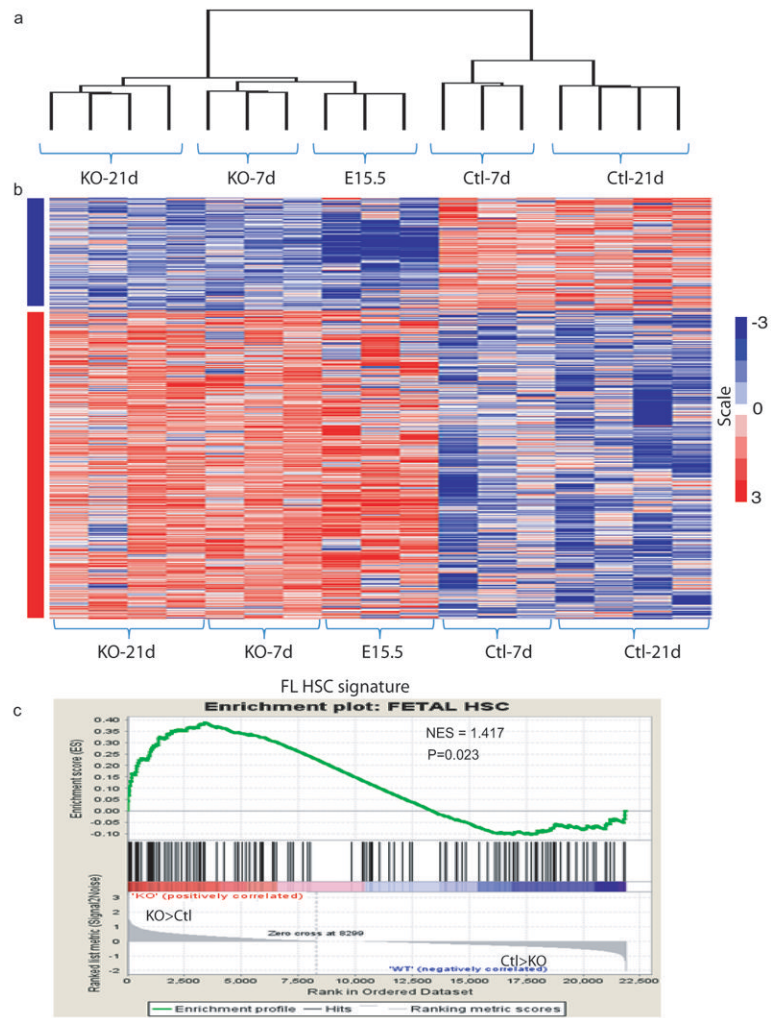 a
KO-21d KO-7d E15.5 Ctl-7d Ctl-21d
b
-3
0
3
Scale
KO-21d KO-7d E15.5 Ctl-7d Ctl-21d
FL HSC signature
c
Enrichment plot: FETAL HSC
NES = 1.417
P=0.023
Enrichment score (ES)
0.40
0.35
0.30
0.25
0.20
0.15
0.10
0.05
0.00
-0.05
-0.10
'KO' (positively correlated)
KO>Ctl
Zero cross at 8299
Ctl>KO
'WT' (negatively correlated)
Ranked list metric (Signal2Noise)
3
2
1
0
-1
-2
0 2,500 5,000 7,500 10,000 12,500 15,000 17,500 20,000 22,500
Rank in Ordered Dataset
Enrichment profile Hits Ranking metric scores